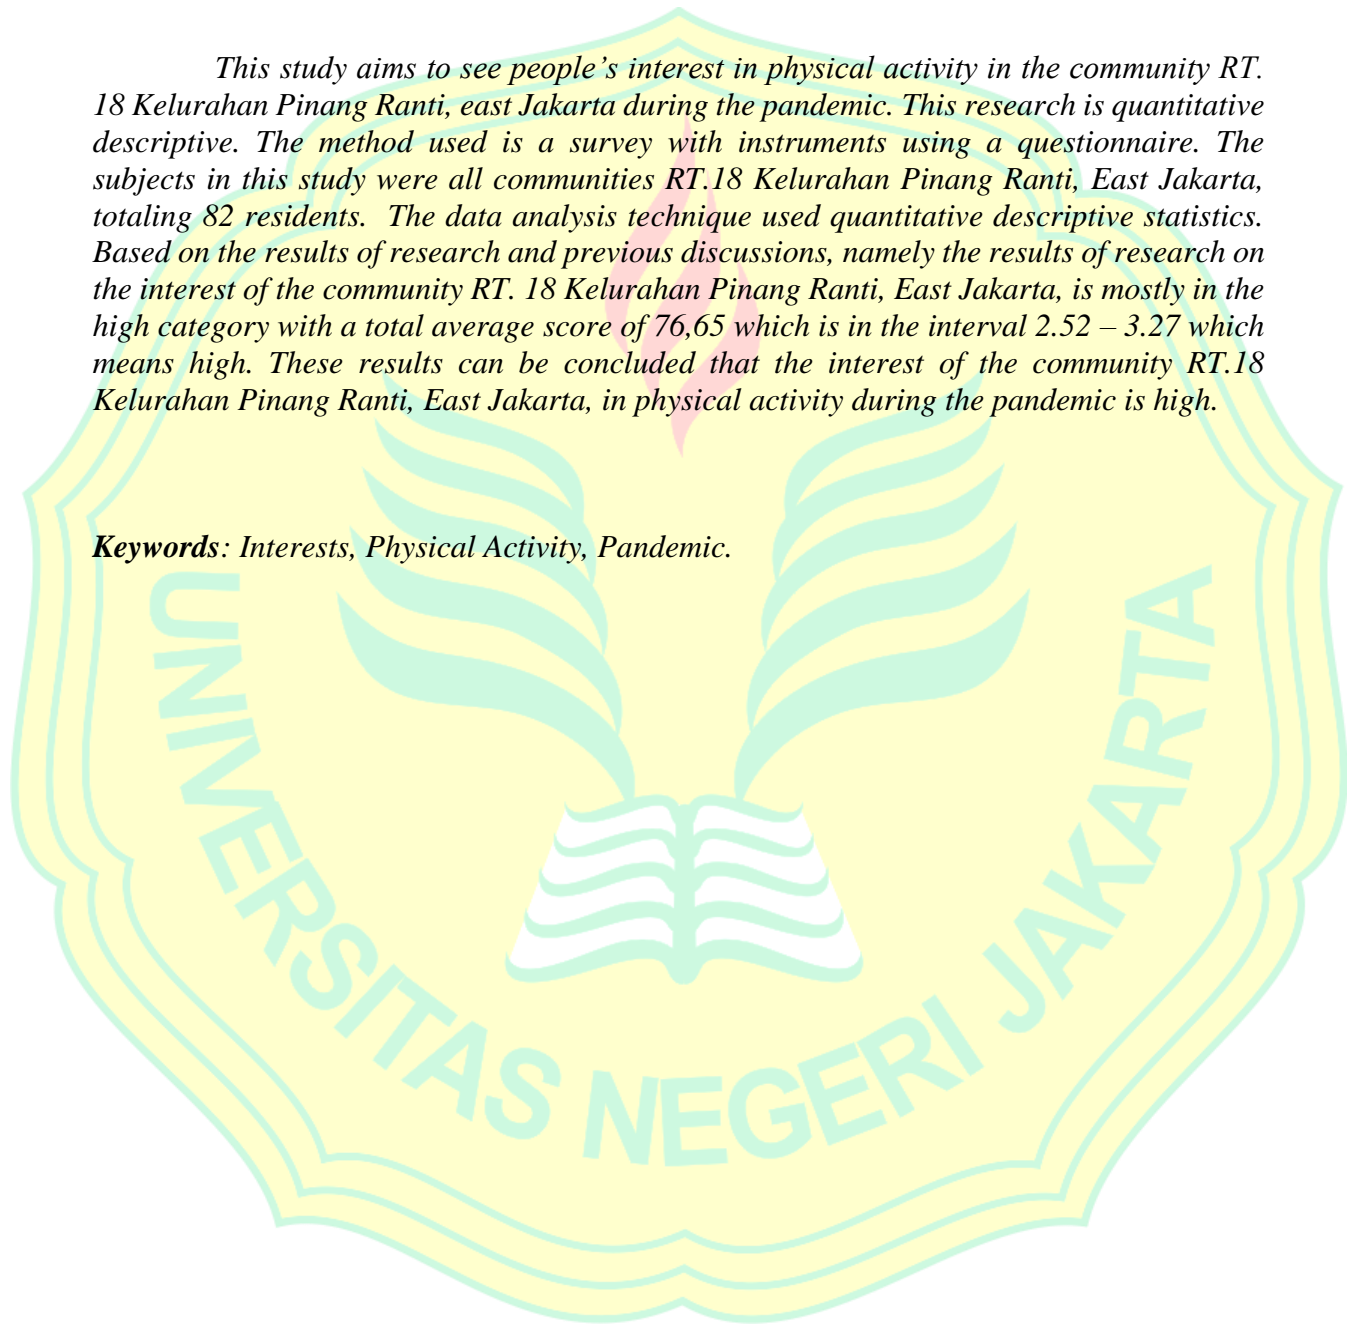 This study aims to see people’s interest in physical activity in the community RT.
18 Kelurahan Pinang Ranti, east Jakarta during the pandemic. This research is quantitative
descriptive. The method used is a survey with instruments using a questionnaire. The
subjects in this study were all communities RT.18 Kelurahan Pinang Ranti, East Jakarta,
totaling 82 residents. The data analysis technique used quantitative descriptive statistics.
Based on the results of research and previous discussions, namely the results of research on
the interest of the community RT. 18 Kelurahan Pinang Ranti, East Jakarta, is mostly in the
high category with a total average score of 76,65 which is in the interval 2.52 – 3.27 which
means high. These results can be concluded that the interest of the community RT.18
Kelurahan Pinang Ranti, East Jakarta, in physical activity during the pandemic is high.
Keywords: Interests, Physical Activity, Pandemic.
UNIVERSITAS NEGERI JAKARTA